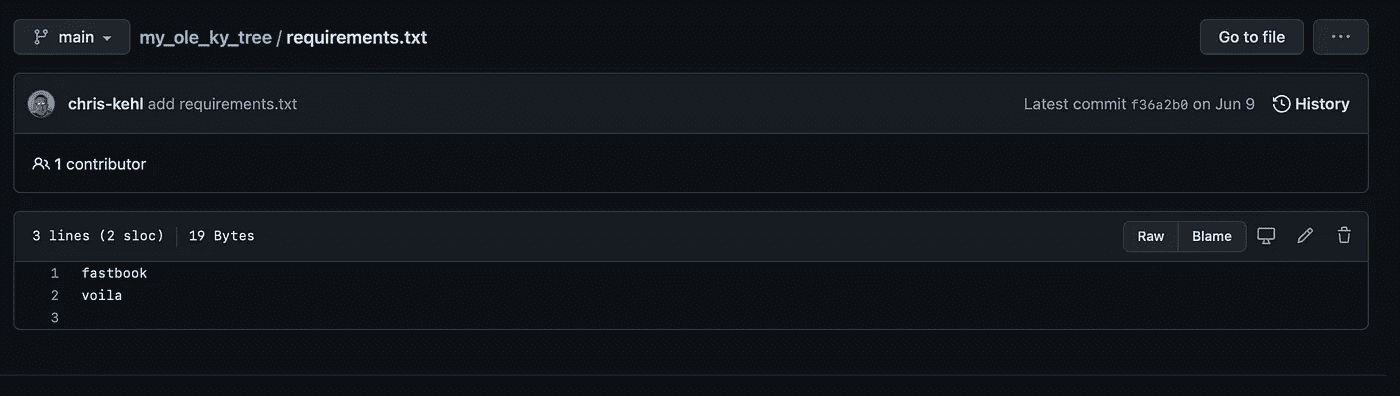 main my_ole_ky_tree / requirements.txt Go to file ...
chris-kehl add requirements.txt Latest commit f36a2b0 on Jun 9 History
1 contributor
3 lines (2 sloc) 19 Bytes Raw Blame
1 fastbook
2 voila
3